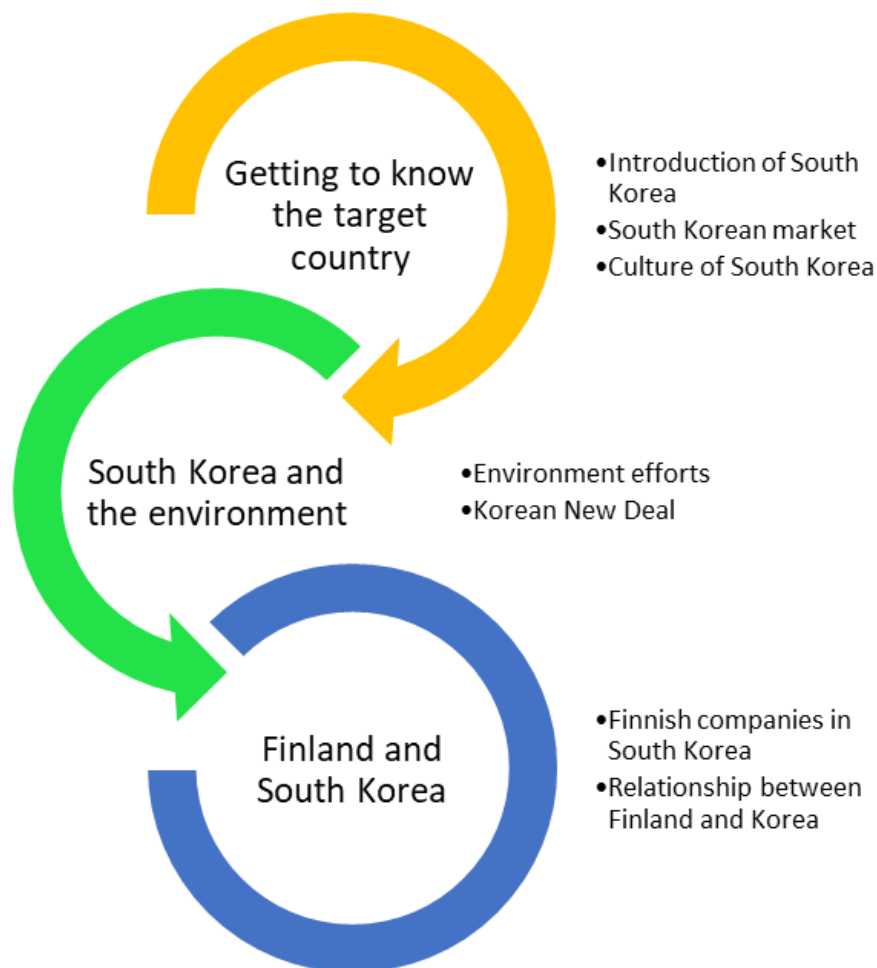 Getting to know
the target
country
•Introduction of South
Korea
•South Korean market
•Culture of South Korea
South Korea and
the environment
•Environment efforts
•Korean New Deal
Finland and
South Korea
•Finnish companies in
South Korea
•Relationship between
Finland and Korea